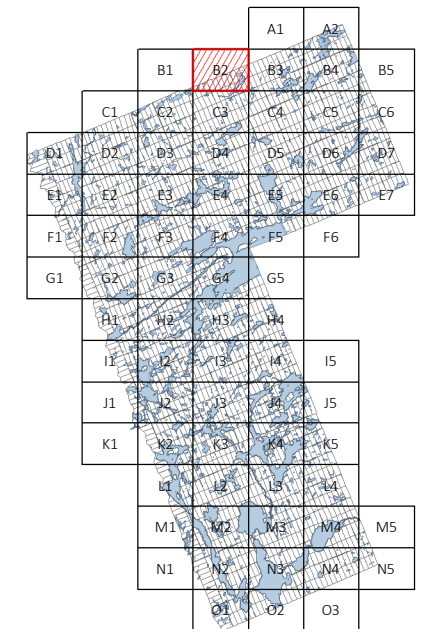 A1 A2
B1 B2 B3 B4 B5
C1 C2 C3 C4 C5 C6
D1 D2 D3 D4 D5 D6 D7
E1 E2 E3 E4 E5 E6 E7
F1 F2 F3 F4 F5 F6
G1 G2 G3 G4 G5
H1 H2 H3 H4
I1 I2 I3 I4 I5
J1 J2 J3 J4 J5
K1 K2 K3 K4 K5
L1 L2 L3 L4
M1 M2 M3 M4 M5
N1 N2 N3 N4 N5
O1 O2 O3